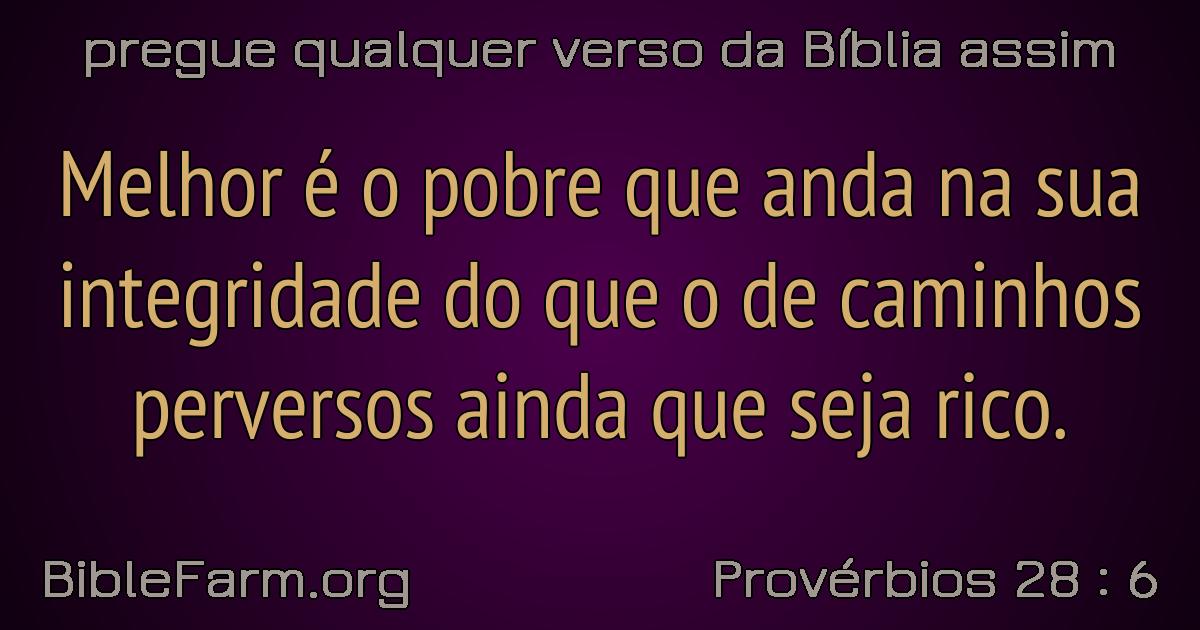 pregue qualquer verso da Bíblia assim
Melhor é o pobre que anda na sua
integridade do que o de caminhos
perversos ainda que seja rico.
BibleFarm.org
Provérbios 28 : 6